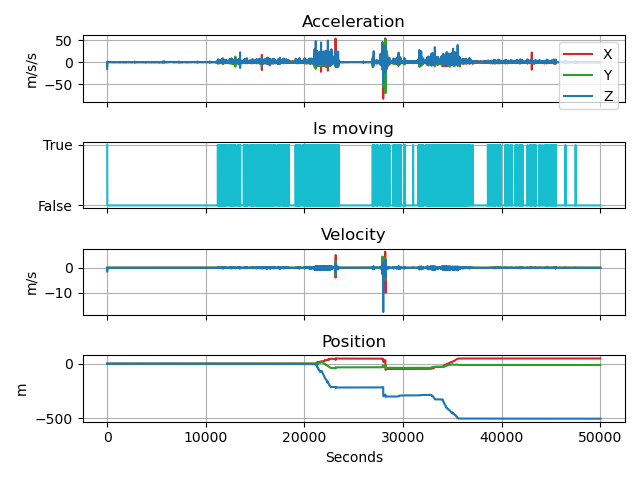 Acceleration
50
0
−50
m/s/s
X
Y
Z
Is moving
True
False
Velocity
0
−10
m/s
Position
0
−500
m
0 10000 20000 30000 40000 50000
Seconds